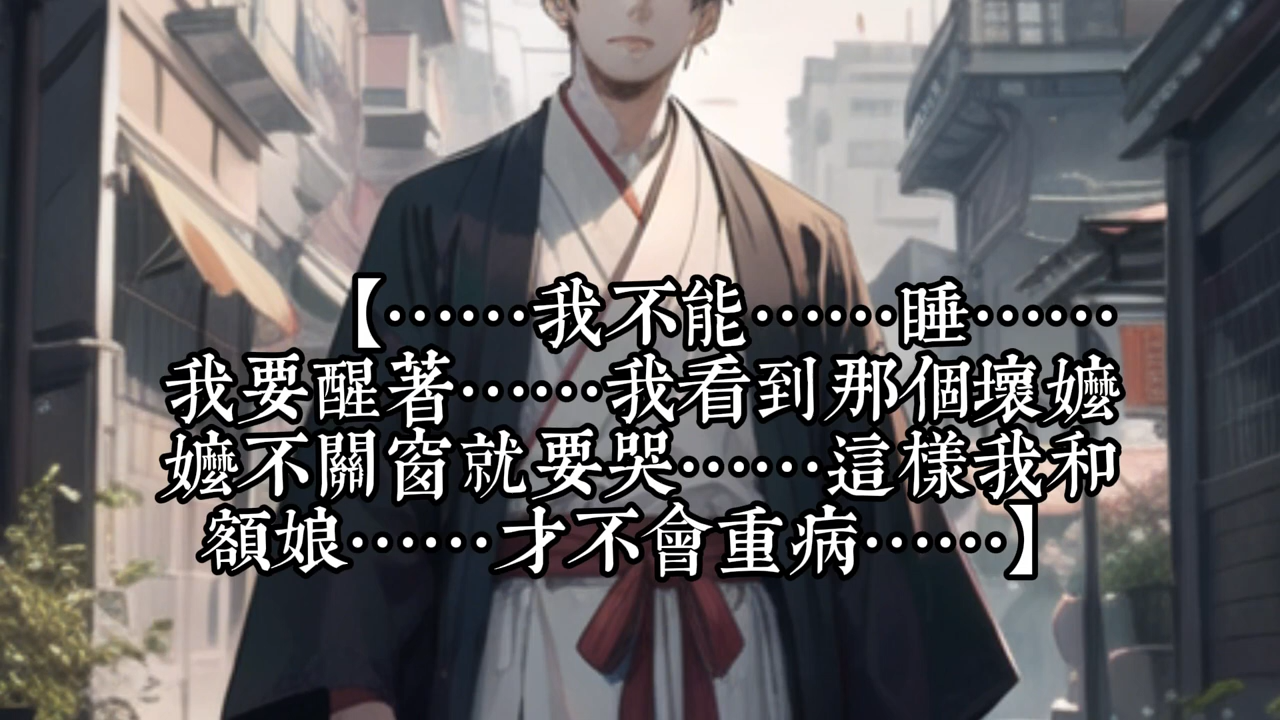 【……我不能……睡……
我要醒著……我看到那個壞嬤
嬤不關窗就要哭……這樣我和
額娘……才不會重病……】